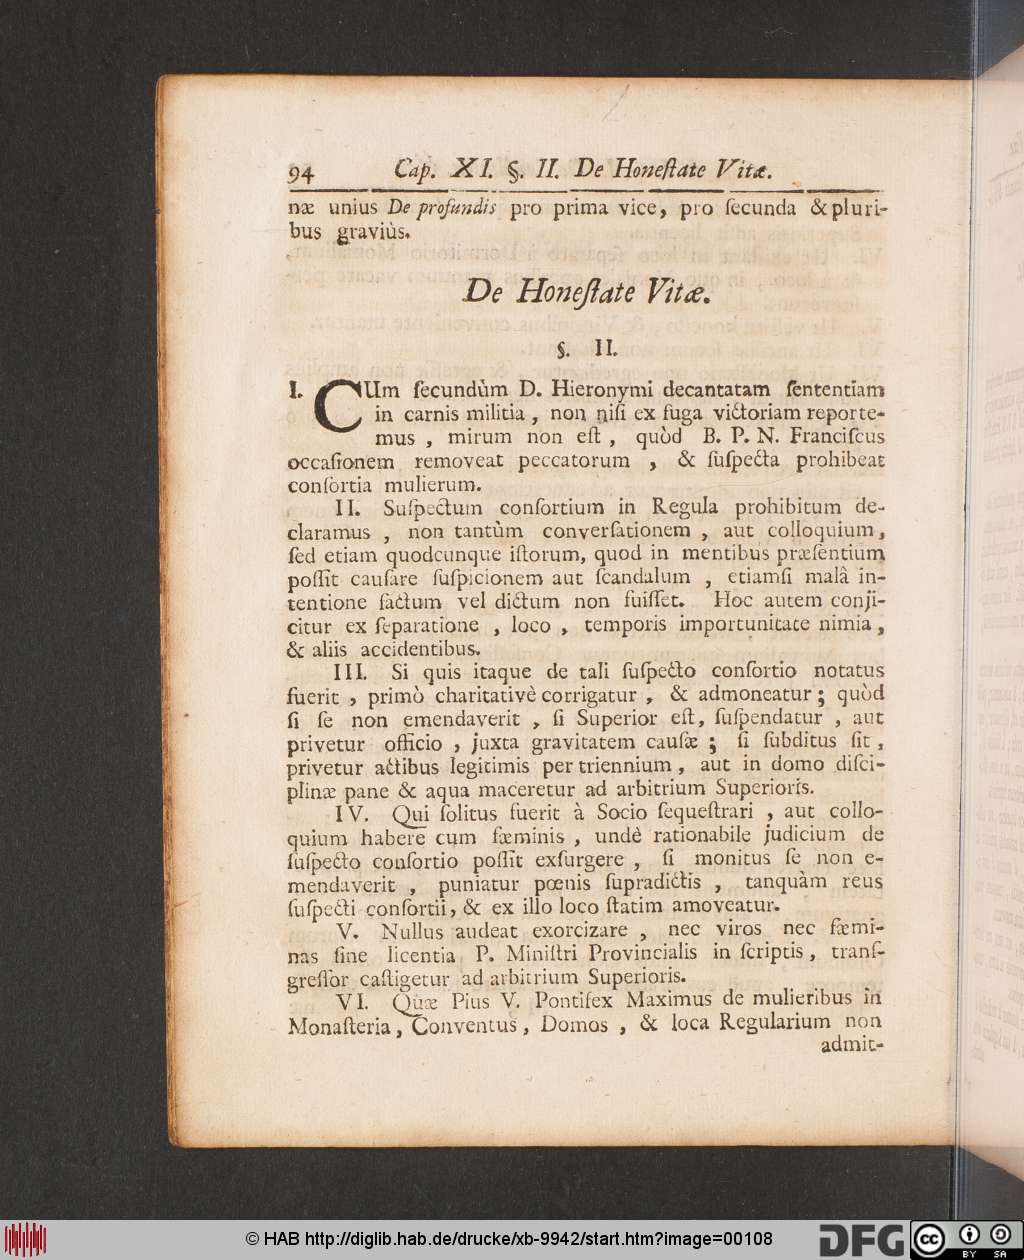 94 Cap. XI. §. II. De Honeſtate Vitæ.
næ unius De profundis pro prima vice, pro ſecunda & pluri-
bus graviùs.
De Honeſtate Vitæ.
§. II.
I. CUm ſecundùm D. Hieronymi decantatam ſententiam
in carnis militia, non niſi ex fuga victoriam reporte-
mus, mirum non eſt, quòd B. P. N. Franciſcus
occaſionem removeat peccatorum, & ſuſpecta prohibeat
conſortia mulierum.
II. Suſpectum conſortium in Regula prohibitum de-
claramus, non tantùm converſationem, aut colloquium,
ſed etiam quodcunque iſtorum, quod in mentibus præſentium
poſſit cauſare ſuſpicionem aut ſcandalum, etiamſi malâ in-
tentione factum vel dictum non fuiſſet. Hoc autem conji-
citur ex ſeparatione, loco, temporis importunitate nimia,
& aliis accidentibus.
III. Si quis itaque de tali ſuſpecto conſortio notatus
fuerit, primò charitativè corrigatur, & admoneatur; quòd
ſi ſe non emendaverit, ſi Superior eſt, ſuſpendatur, aut
privetur officio, juxta gravitatem cauſæ; ſi ſubditus ſit,
privetur actibus legitimis per triennium, aut in domo diſci-
plinæ pane & aqua maceretur ad arbitrium Superioris.
IV. Qui ſolitus fuerit à Socio ſequeſtrari, aut collo-
quium habere cum fæminis, undè rationabile judicium de
ſuſpecto conſortio poſſit exſurgere, ſi monitus ſe non e-
mendaverit, puniatur pœnis ſupradictis, tanquàm reus
ſuſpecti conſortii, & ex illo loco ſtatim amoveatur.
V. Nullus audeat exorcizare, nec viros nec fæmi-
nas ſine licentia P. Miniſtri Provincialis in ſcriptis, tranſ-
greſſor caſtigetur ad arbitrium Superioris.
VI. Quæ Pius V. Pontifex Maximus de mulieribus in
Monaſteria, Conventus, Domos, & loca Regularium non
admit-
© HAB http://diglib.hab.de/drucke/xb-9942/start.htm?image=00108
DFG
cc BY SA